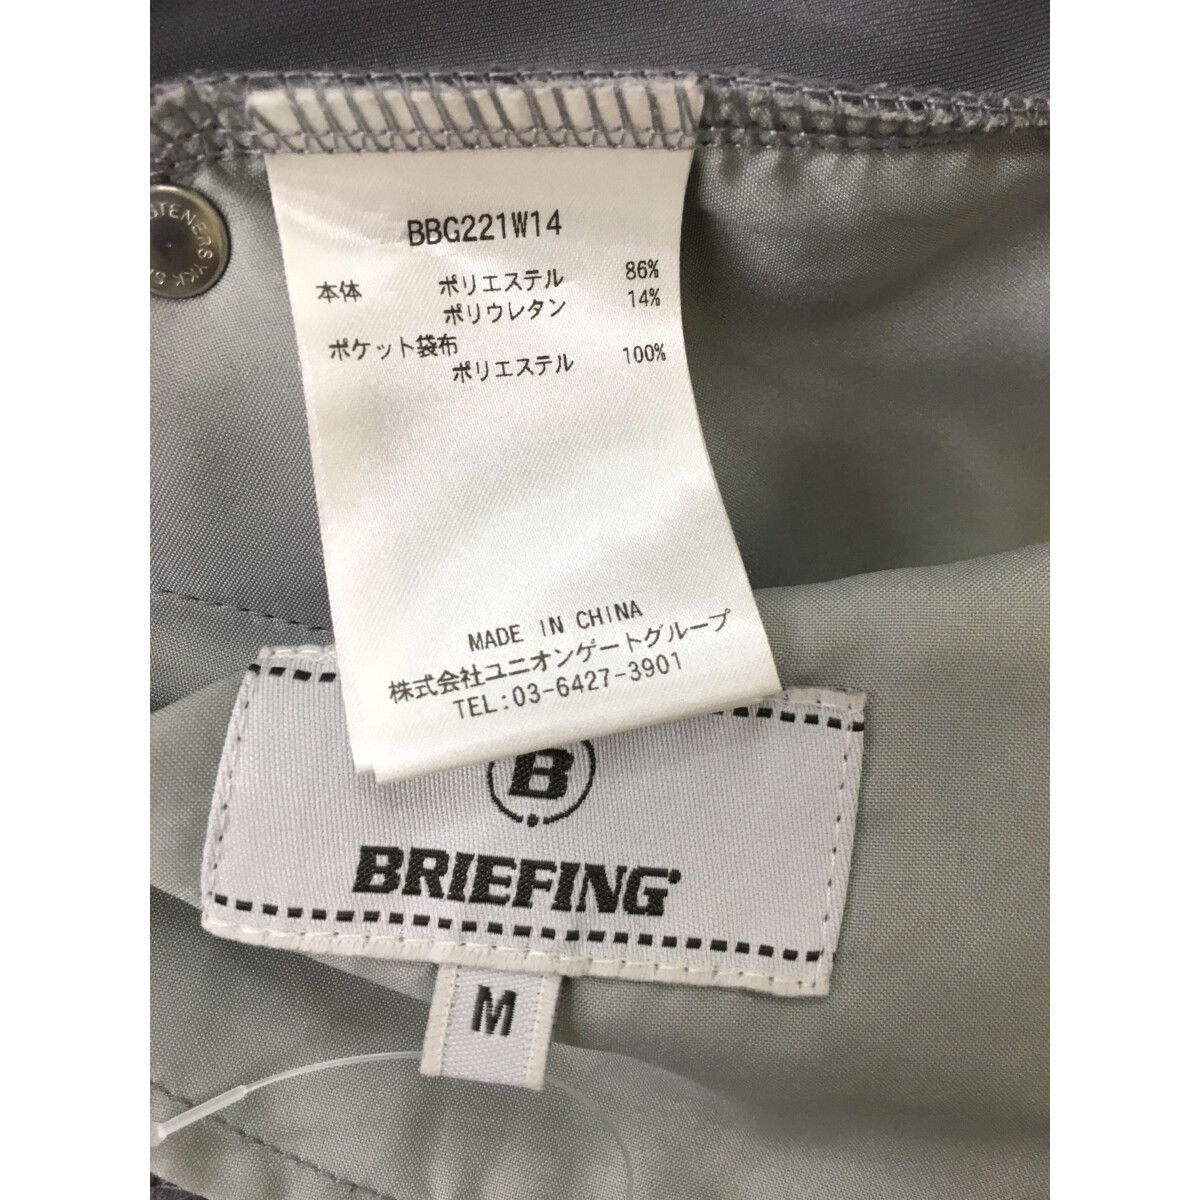 STENERS YKK S
BBG221W14
本体 ポリエステル 86%
ポリウレタン 14%
ポケット袋布
ポリエステル 100%
MADE IN CHINA
株式会社ユニオンゲートグループ
TEL:03-6427-3901
B
BRIEFING
M